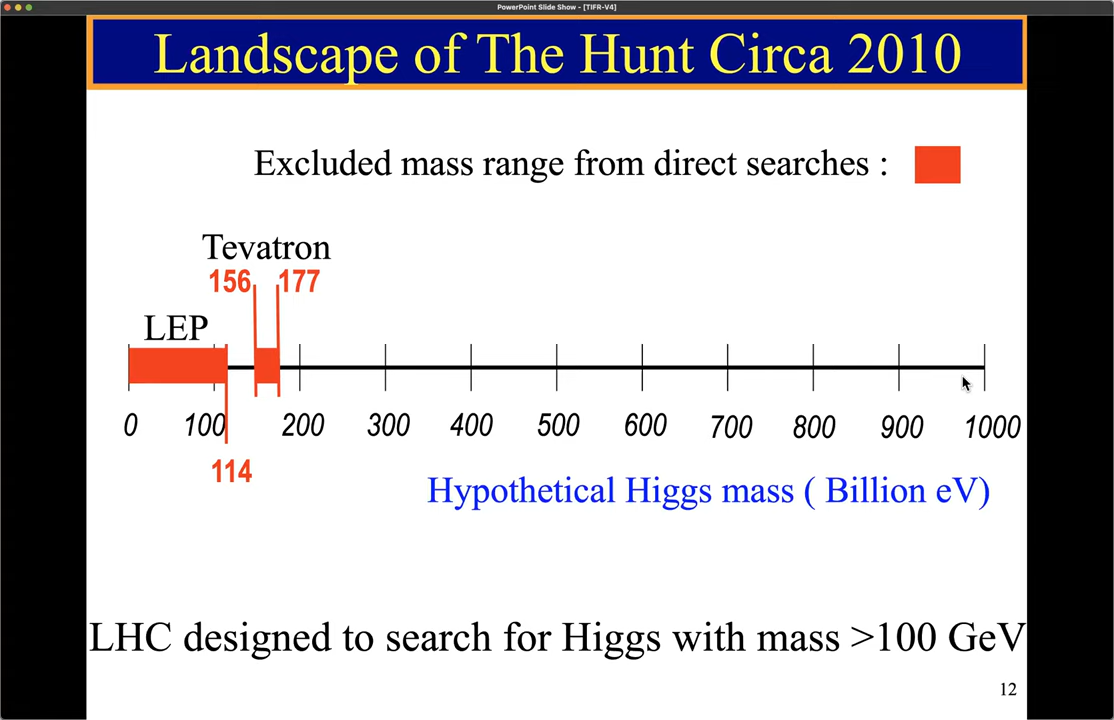 PowerPoint Slide Show - [TIFR-V4]
Landscape of The Hunt Circa 2010
Excluded mass range from direct searches :
Tevatron
156 177
LEP
0 100 200 300 400 500 600 700 800 900 1000
114
Hypothetical Higgs mass ( Billion eV)
LHC designed to search for Higgs with mass >100 GeV
12